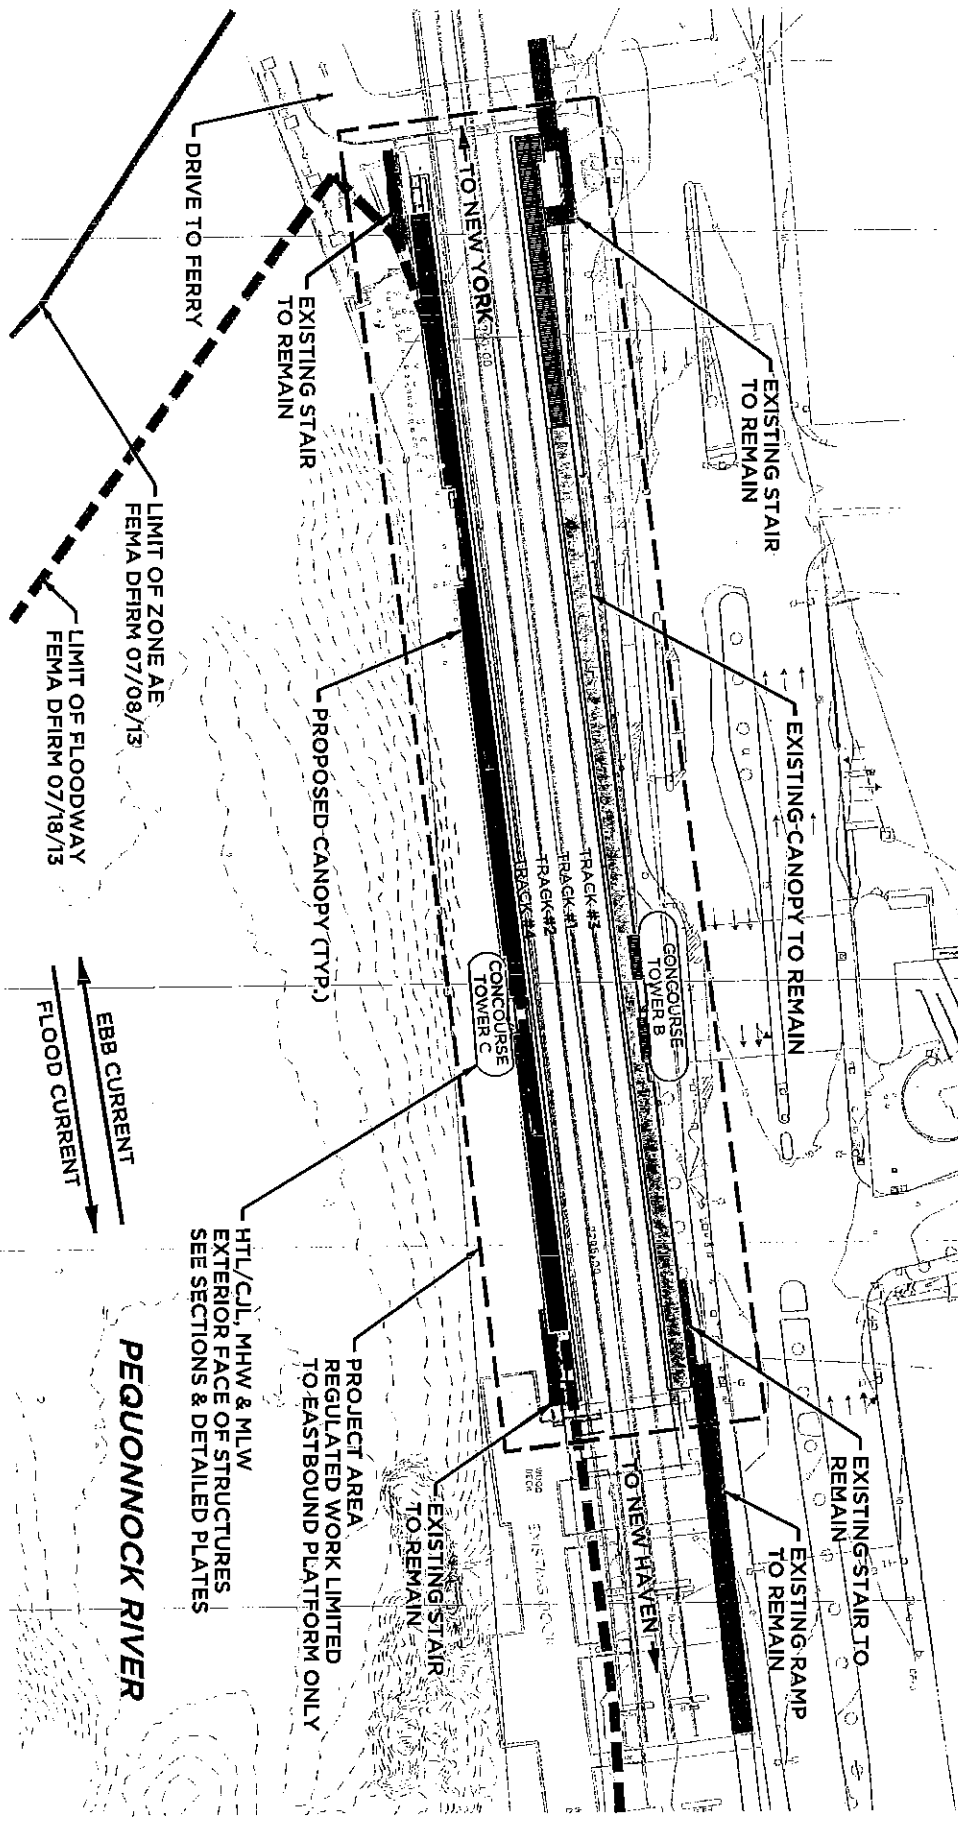 EXISTING STAIR
TO REMAIN
EXISTING CANOPY TO REMAIN
EXISTING STAIR TO
REMAIN
EXISTING RAMP
TO REMAIN
TO NEW YORK
TRACK #3
TRACK #1
TRACK #2
TRACK #4
CONCOURSE
TOWER B
TO NEW HAVEN
CONCOURSE
TOWER C
DRIVE TO FERRY
EXISTING STAIR
TO REMAIN
PROPOSED CANOPY (TYP.)
EXISTING STAIR
TO REMAIN
PROJECT AREA
REGULATED WORK LIMITED
TO EASTBOUND PLATFORM ONLY
HTL/CJL, MHW & MLW
EXTERIOR FACE OF STRUCTURES
SEE SECTIONS & DETAILED PLATES
LIMIT OF ZONE AE
FEMA DFIRM 07/08/13
LIMIT OF FLOODWAY
FEMA DFIRM 07/18/13
EBB CURRENT
FLOOD CURRENT
PEQUONNOCK RIVER